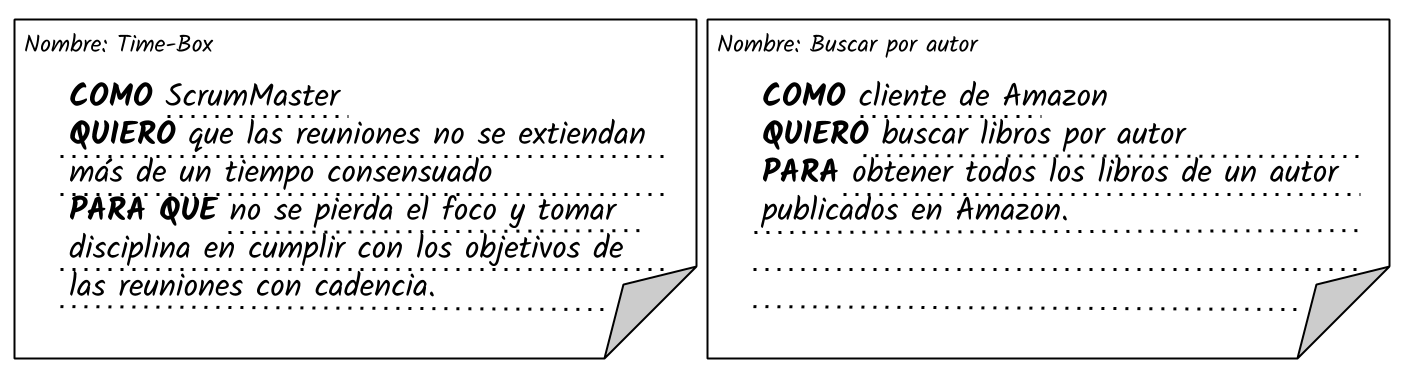 Nombre: Time-Box
COMO ScrumMaster
QUIERO que las reuniones no se extiendan
más de un tiempo consensuado
PARA QUE no se pierda el foco y tomar
disciplina en cumplir con los objetivos de
las reuniones con cadencia.
Nombre: Buscar por autor
COMO cliente de Amazon
QUIERO buscar libros por autor
PARA obtener todos los libros de un autor
publicados en Amazon.